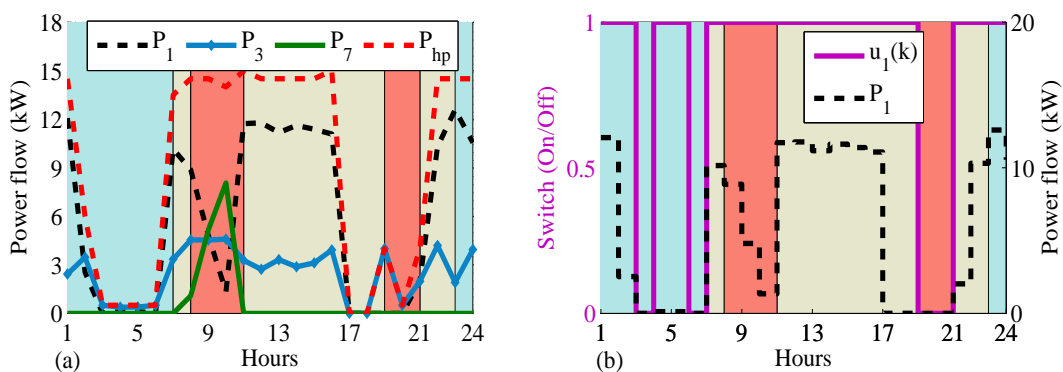 18
15
12
9
6
3
0
Power flow (kW)
P1 P3 P7 Php
1 5 9 13 17 21 24
Hours
(a)
1
0.5
0
Switch (On/Off)
u1(k)
P1
20
10
0
Power flow (kW)
1 5 9 13 17 21 24
Hours
(b)